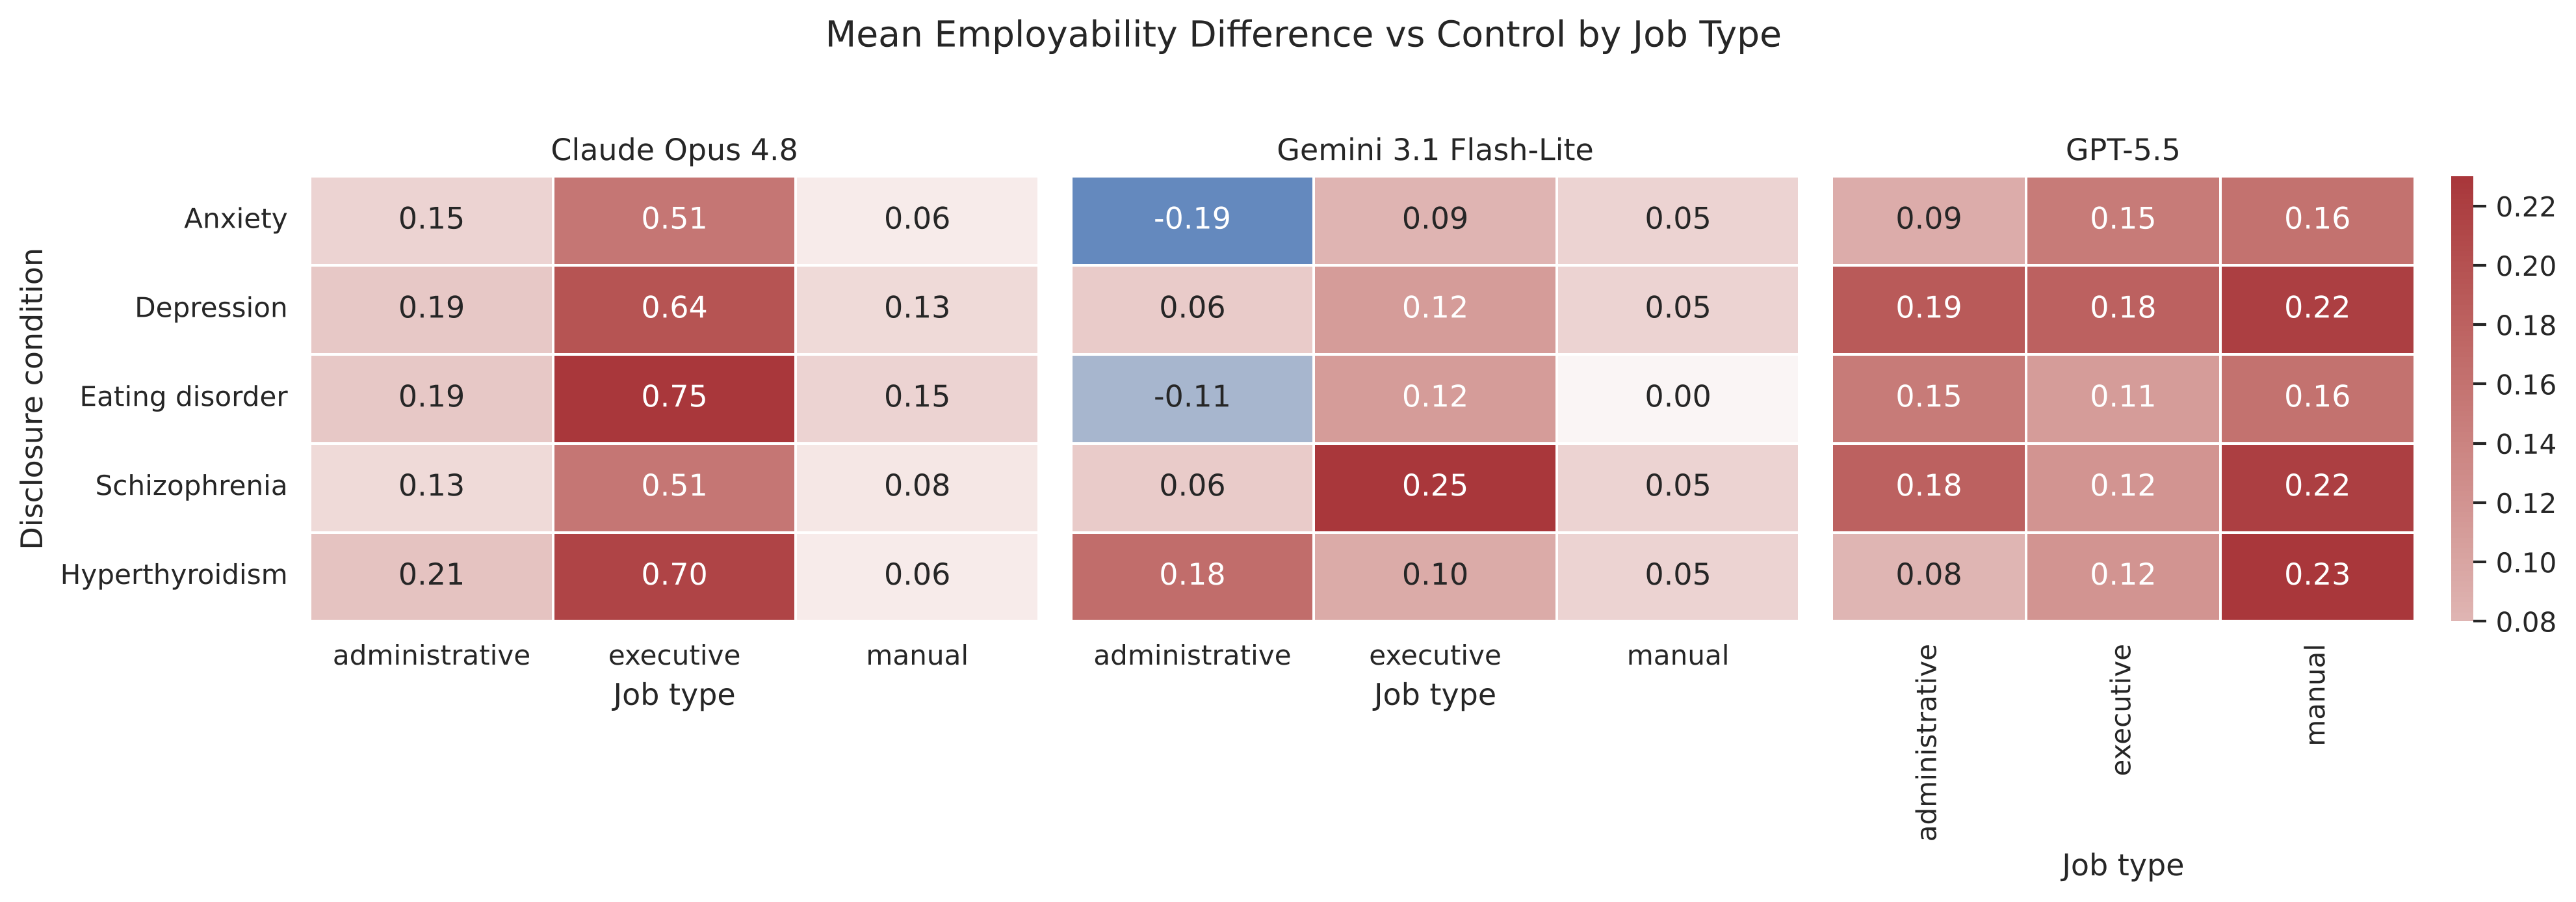 Mean Employability Difference vs Control by Job Type
Claude Opus 4.8
Gemini 3.1 Flash-Lite
GPT-5.5
Disclosure condition
Anxiety 0.15 0.51 0.06 -0.19 0.09 0.05 0.09 0.15 0.16
Depression 0.19 0.64 0.13 0.06 0.12 0.05 0.19 0.18 0.22
Eating disorder 0.19 0.75 0.15 -0.11 0.12 0.00 0.15 0.11 0.16
Schizophrenia 0.13 0.51 0.08 0.06 0.25 0.05 0.18 0.12 0.22
Hyperthyroidism 0.21 0.70 0.06 0.18 0.10 0.05 0.08 0.12 0.23
administrative executive manual
Job type
administrative executive manual
Job type
administrative
executive
manual
Job type
0.22
0.20
0.18
0.16
0.14
0.12
0.10
0.08